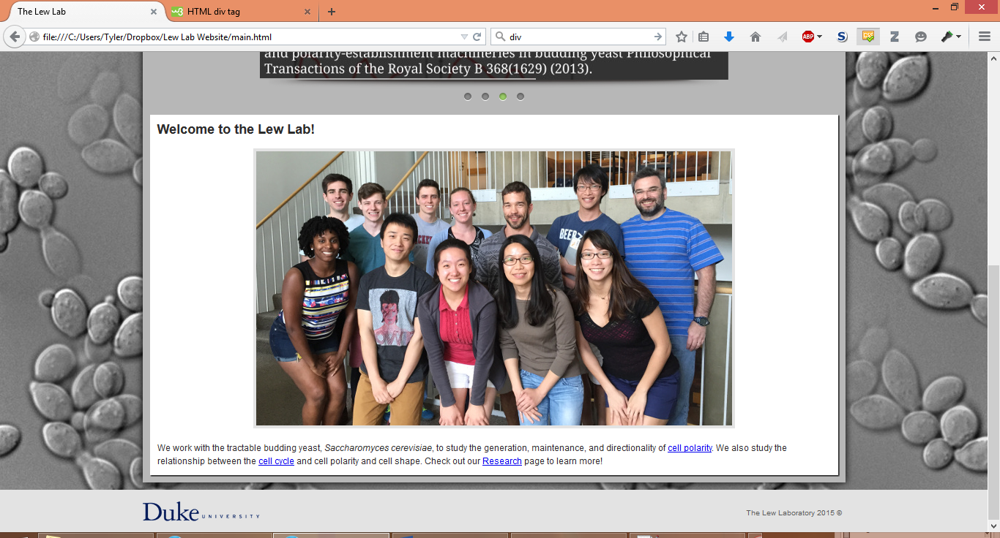 The Lew Lab
HTML div tag
file:///C:/Users/Tyler/Dropbox/Lew Lab Website/main.html
div
ABP
and polarity-establishment machineries in budding yeast Philosophical
Transactions of the Royal Society B 368(1629) (2013).
Welcome to the Lew Lab!
We work with the tractable budding yeast, Saccharomyces cerevisiae, to study the generation, maintenance, and directionality of cell polarity. We also study the
relationship between the cell cycle and cell polarity and cell shape. Check out our Research page to learn more!
Duke UNIVERSITY
The Lew Laboratory 2015 ©